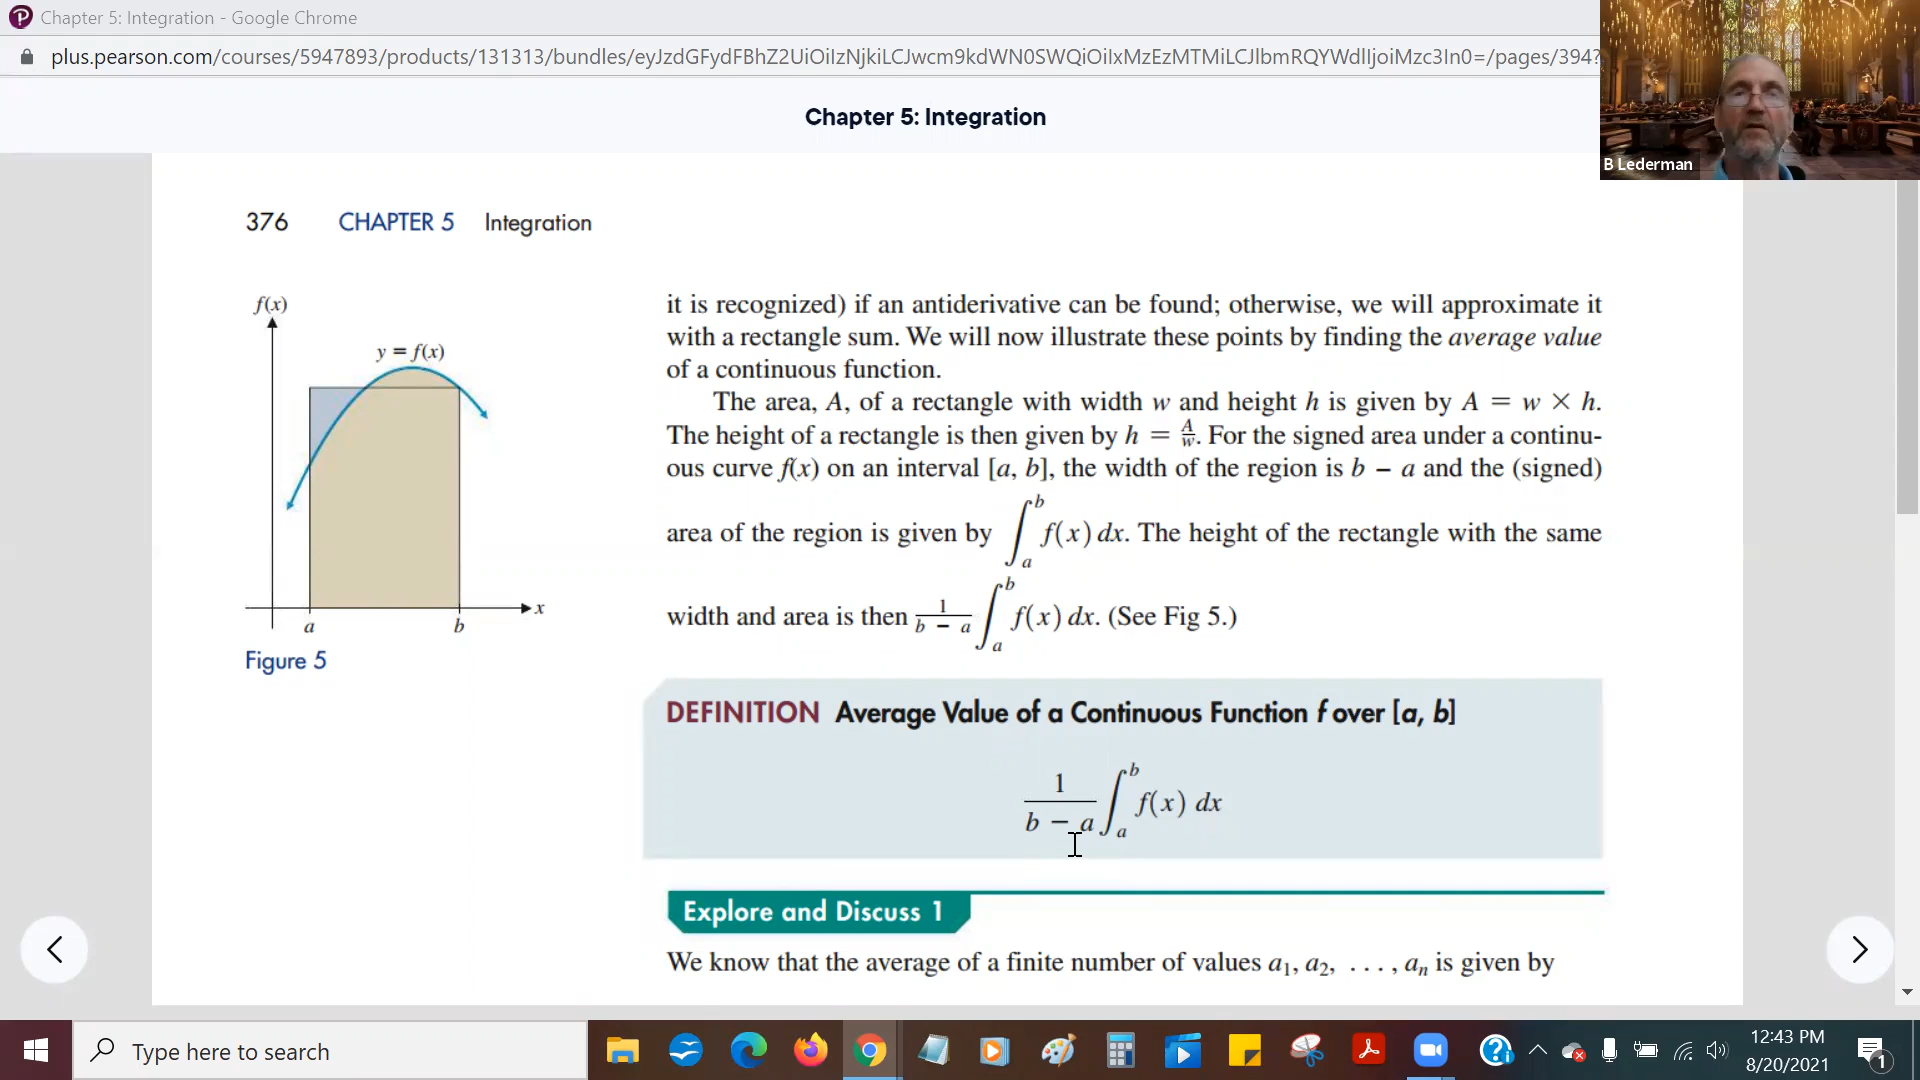 Chapter 5: Integration - Google Chrome
plus.pearson.com/courses/5947893/products/131313/bundles/eyJzdGFydFBhZ2UiOiIzNjkiLCJwcm9kdWN0SWQiOiIxMzEzMTMiLCJlbmRQYWdlIjoiMzc3In0=/pages/394?
B Lederman
Chapter 5: Integration
376 CHAPTER 5 Integration
f(x)
y = f(x)
a b x
Figure 5
it is recognized) if an antiderivative can be found; otherwise, we will approximate it
with a rectangle sum. We will now illustrate these points by finding the average value
of a continuous function.
The area, A, of a rectangle with width w and height h is given by A = w × h.
The height of a rectangle is then given by h = A/w. For the signed area under a continu-
ous curve f(x) on an interval [a, b], the width of the region is b − a and the (signed)
area of the region is given by ∫_a^b f(x) dx. The height of the rectangle with the same
width and area is then 1/(b − a) ∫_a^b f(x) dx. (See Fig 5.)
DEFINITION Average Value of a Continuous Function f over [a, b]
1/(b − a) ∫_a^b f(x) dx
Explore and Discuss 1
We know that the average of a finite number of values a₁, a₂, . . . , aₙ is given by
Type here to search
12:43 PM
8/20/2021
1